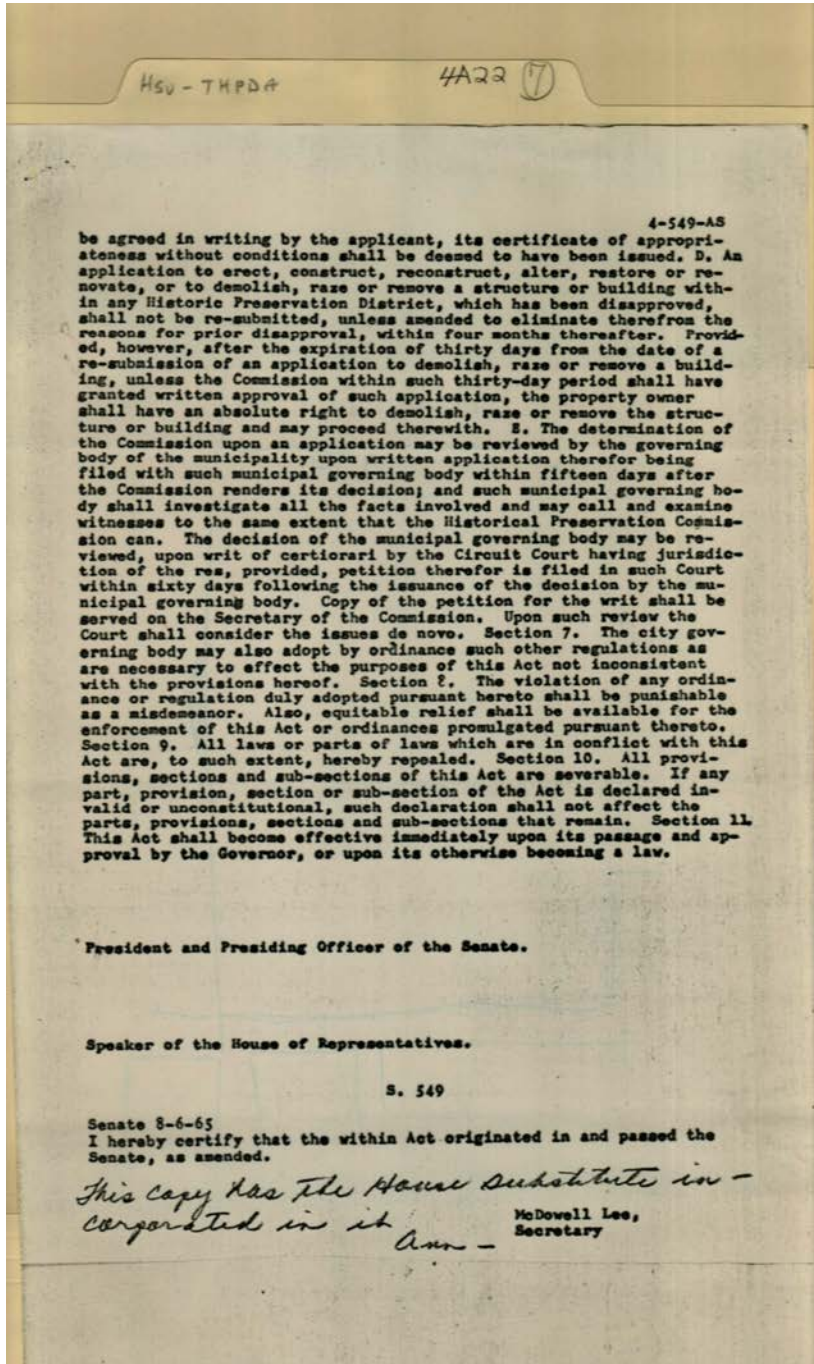 HSU - THPDA
4A22 7
4-549-AS
be agreed in writing by the applicant, its certificate of appropri-
ateness without conditions shall be deemed to have been issued. D. An
application to erect, construct, reconstruct, alter, restore or re-
novate, or to demolish, raze or remove a structure or building with-
in any Historic Preservation District, which has been disapproved,
shall not be re-submitted, unless amended to eliminate therefrom the
reasons for prior disapproval, within four months thereafter. Provid-
ed, however, after the expiration of thirty days from the date of a
re-submission of an application to demolish, raze or remove a build-
ing, unless the Commission within such thirty-day period shall have
granted written approval of such application, the property owner
shall have an absolute right to demolish, raze or remove the struc-
ture or building and may proceed therewith. E. The determination of
the Commission upon an application may be reviewed by the governing
body of the municipality upon written application therefor being
filed with such municipal governing body within fifteen days after
the Commission renders its decision; and such municipal governing bo-
dy shall investigate all the facts involved and may call and examine
witnesses to the same extent that the Historical Preservation Commis-
sion can. The decision of the municipal governing body may be re-
viewed, upon writ of certiorari by the Circuit Court having jurisdic-
tion of the res, provided, petition therefor is filed in such Court
within sixty days following the issuance of the decision by the mu-
nicipal governing body. Copy of the petition for the writ shall be
served on the Secretary of the Commission. Upon such review the
Court shall consider the issues de novo. Section 7. The city gov-
erning body may also adopt by ordinance such other regulations as
are necessary to effect the purposes of this Act not inconsistent
with the provisions hereof. Section 8. The violation of any ordin-
ance or regulation duly adopted pursuant hereto shall be punishable
as a misdemeanor. Also, equitable relief shall be available for the
enforcement of this Act or ordinances promulgated pursuant thereto.
Section 9. All laws or parts of laws which are in conflict with this
Act are, to such extent, hereby repealed. Section 10. All provi-
sions, sections and sub-sections of this Act are severable. If any
part, provision, section or sub-section of the Act is declared in-
valid or unconstitutional, such declaration shall not affect the
parts, provisions, sections and sub-sections that remain. Section 11.
This Act shall become effective immediately upon its passage and ap-
proval by the Governor, or upon its otherwise becoming a law.
President and Presiding Officer of the Senate.
Speaker of the House of Representatives.
S. 549
Senate 8-6-65
I hereby certify that the within Act originated in and passed the
Senate, as amended.
This copy has the House Substitute in-
corporated in it
Ann -
McDowell Lee,
Secretary